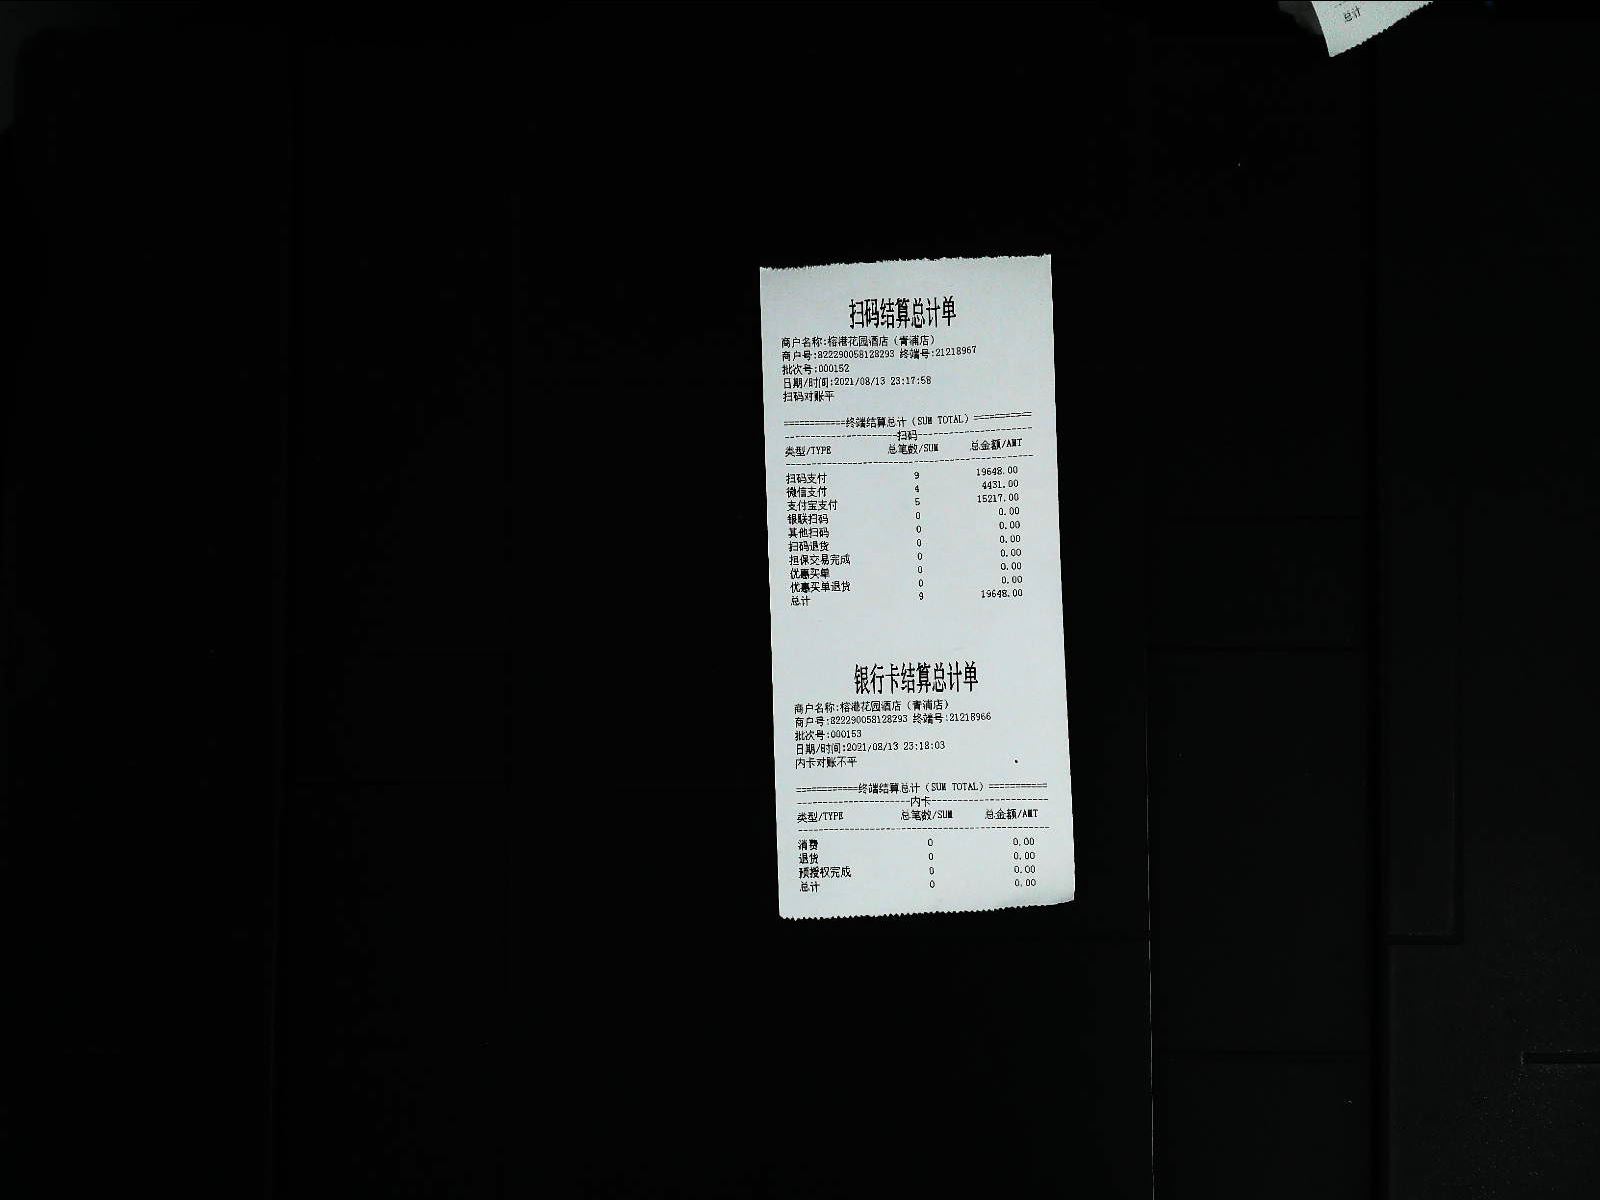 总计
扫码结算总计单
商户名称:榕港花园酒店（青浦店）
商户号:822290058128293 终端号:21218967
批次号:000152
日期/时间:2021/08/13 23:17:58
扫码对账平
============终端结算总计（SUM TOTAL）===========
----------------------扫码----------------------
类型/TYPE 总笔数/SUM 总金额/AMT
扫码支付 9 19648.00
微信支付 4 4431.00
支付宝支付 5 15217.00
银联扫码 0 0.00
其他扫码 0 0.00
扫码退货 0 0.00
担保交易完成 0 0.00
优惠买单 0 0.00
优惠买单退货 0 0.00
总计 9 19648.00
银行卡结算总计单
商户名称:榕港花园酒店（青浦店）
商户号:822290058128293 终端号:21218966
批次号:000153
日期/时间:2021/08/13 23:18:03
内卡对账不平
============终端结算总计（SUM TOTAL）===========
----------------------内卡----------------------
类型/TYPE 总笔数/SUM 总金额/AMT
消费 0 0.00
退货 0 0.00
预授权完成 0 0.00
总计 0 0.00